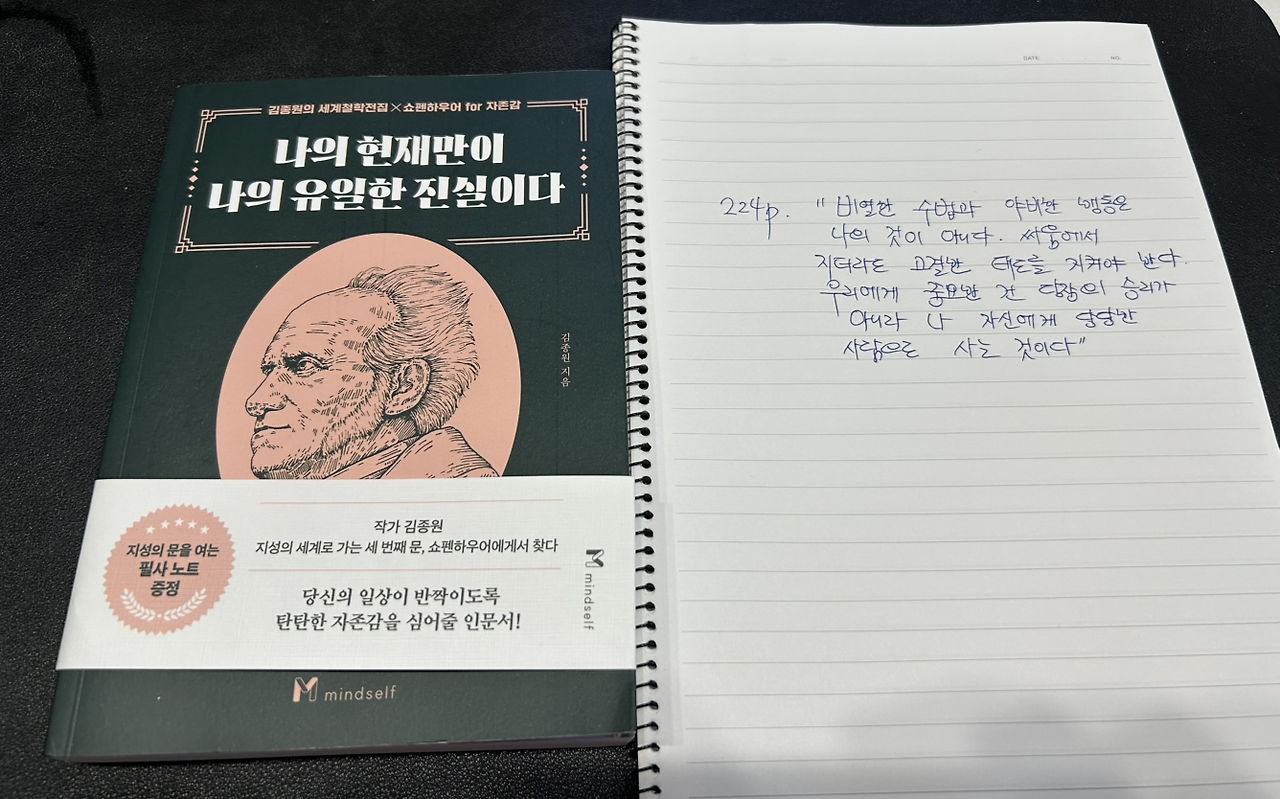 김종원의 세계철학전집×쇼펜하우어 for 자존감
나의 현재만이
나의 유일한 진실이다
김종원 지음
지성의 문을 여는
필사 노트
증정
작가 김종원
지성의 세계로 가는 세 번째 문, 쇼펜하우어에게서 찾다
당신의 일상이 반짝이도록
탄탄한 자존감을 심어줄 인문서!
mindself
mindself
DATE. NO.
224p. "비열한 수법과 야비한 행동은
나의 것이 아니다. 싸움에서
지더라도 고결한 태도를 지켜야 한다.
우리에게 중요한 건 당장의 승리가
아니라 나 자신에게 당당한
사람으로 사는 것이다"